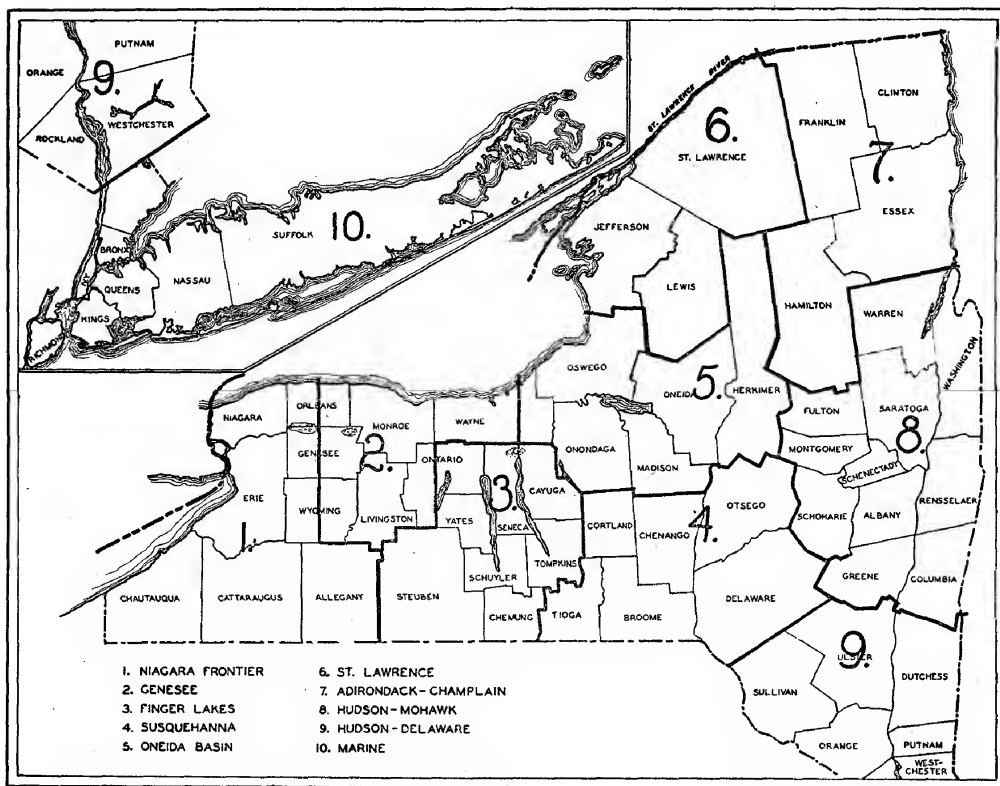 PUTNAM
ORANGE
9.
WESTCHESTER
ROCKLAND
BRONX
QUEENS
NASSAU
KINGS
RICHMOND
SUFFOLK
10.
ST. LAWRENCE RIVER
6.
ST. LAWRENCE
FRANKLIN
CLINTON
7.
ESSEX
JEFFERSON
LEWIS
HAMILTON
WARREN
WASHINGTON
OSWEGO
ONEIDA
5.
HERKIMER
FULTON
SARATOGA
8.
MONTGOMERY
SCHENECTADY
NIAGARA
ORLEANS
MONROE
WAYNE
GENESEE
2.
ONTARIO
ONONDAGA
MADISON
ERIE
WYOMING
LIVINGSTON
YATES
3.
SENECA
CAYUGA
CORTLAND
CHENANGO
4.
OTSEGO
SCHOHARIE
ALBANY
RENSSELAER
1
SCHUYLER
TOMPKINS
GREENE
COLUMBIA
CHAUTAUQUA
CATTARAUGUS
ALLEGANY
STEUBEN
CHEMUNG
TIOGA
BROOME
DELAWARE
9.
ULSTER
SULLIVAN
DUTCHESS
ORANGE
PUTNAM
WEST-
CHESTER
1. NIAGARA FRONTIER
2. GENESEE
3. FINGER LAKES
4. SUSQUEHANNA
5. ONEIDA BASIN
6. ST. LAWRENCE
7. ADIRONDACK-CHAMPLAIN
8. HUDSON-MOHAWK
9. HUDSON-DELAWARE
10. MARINE